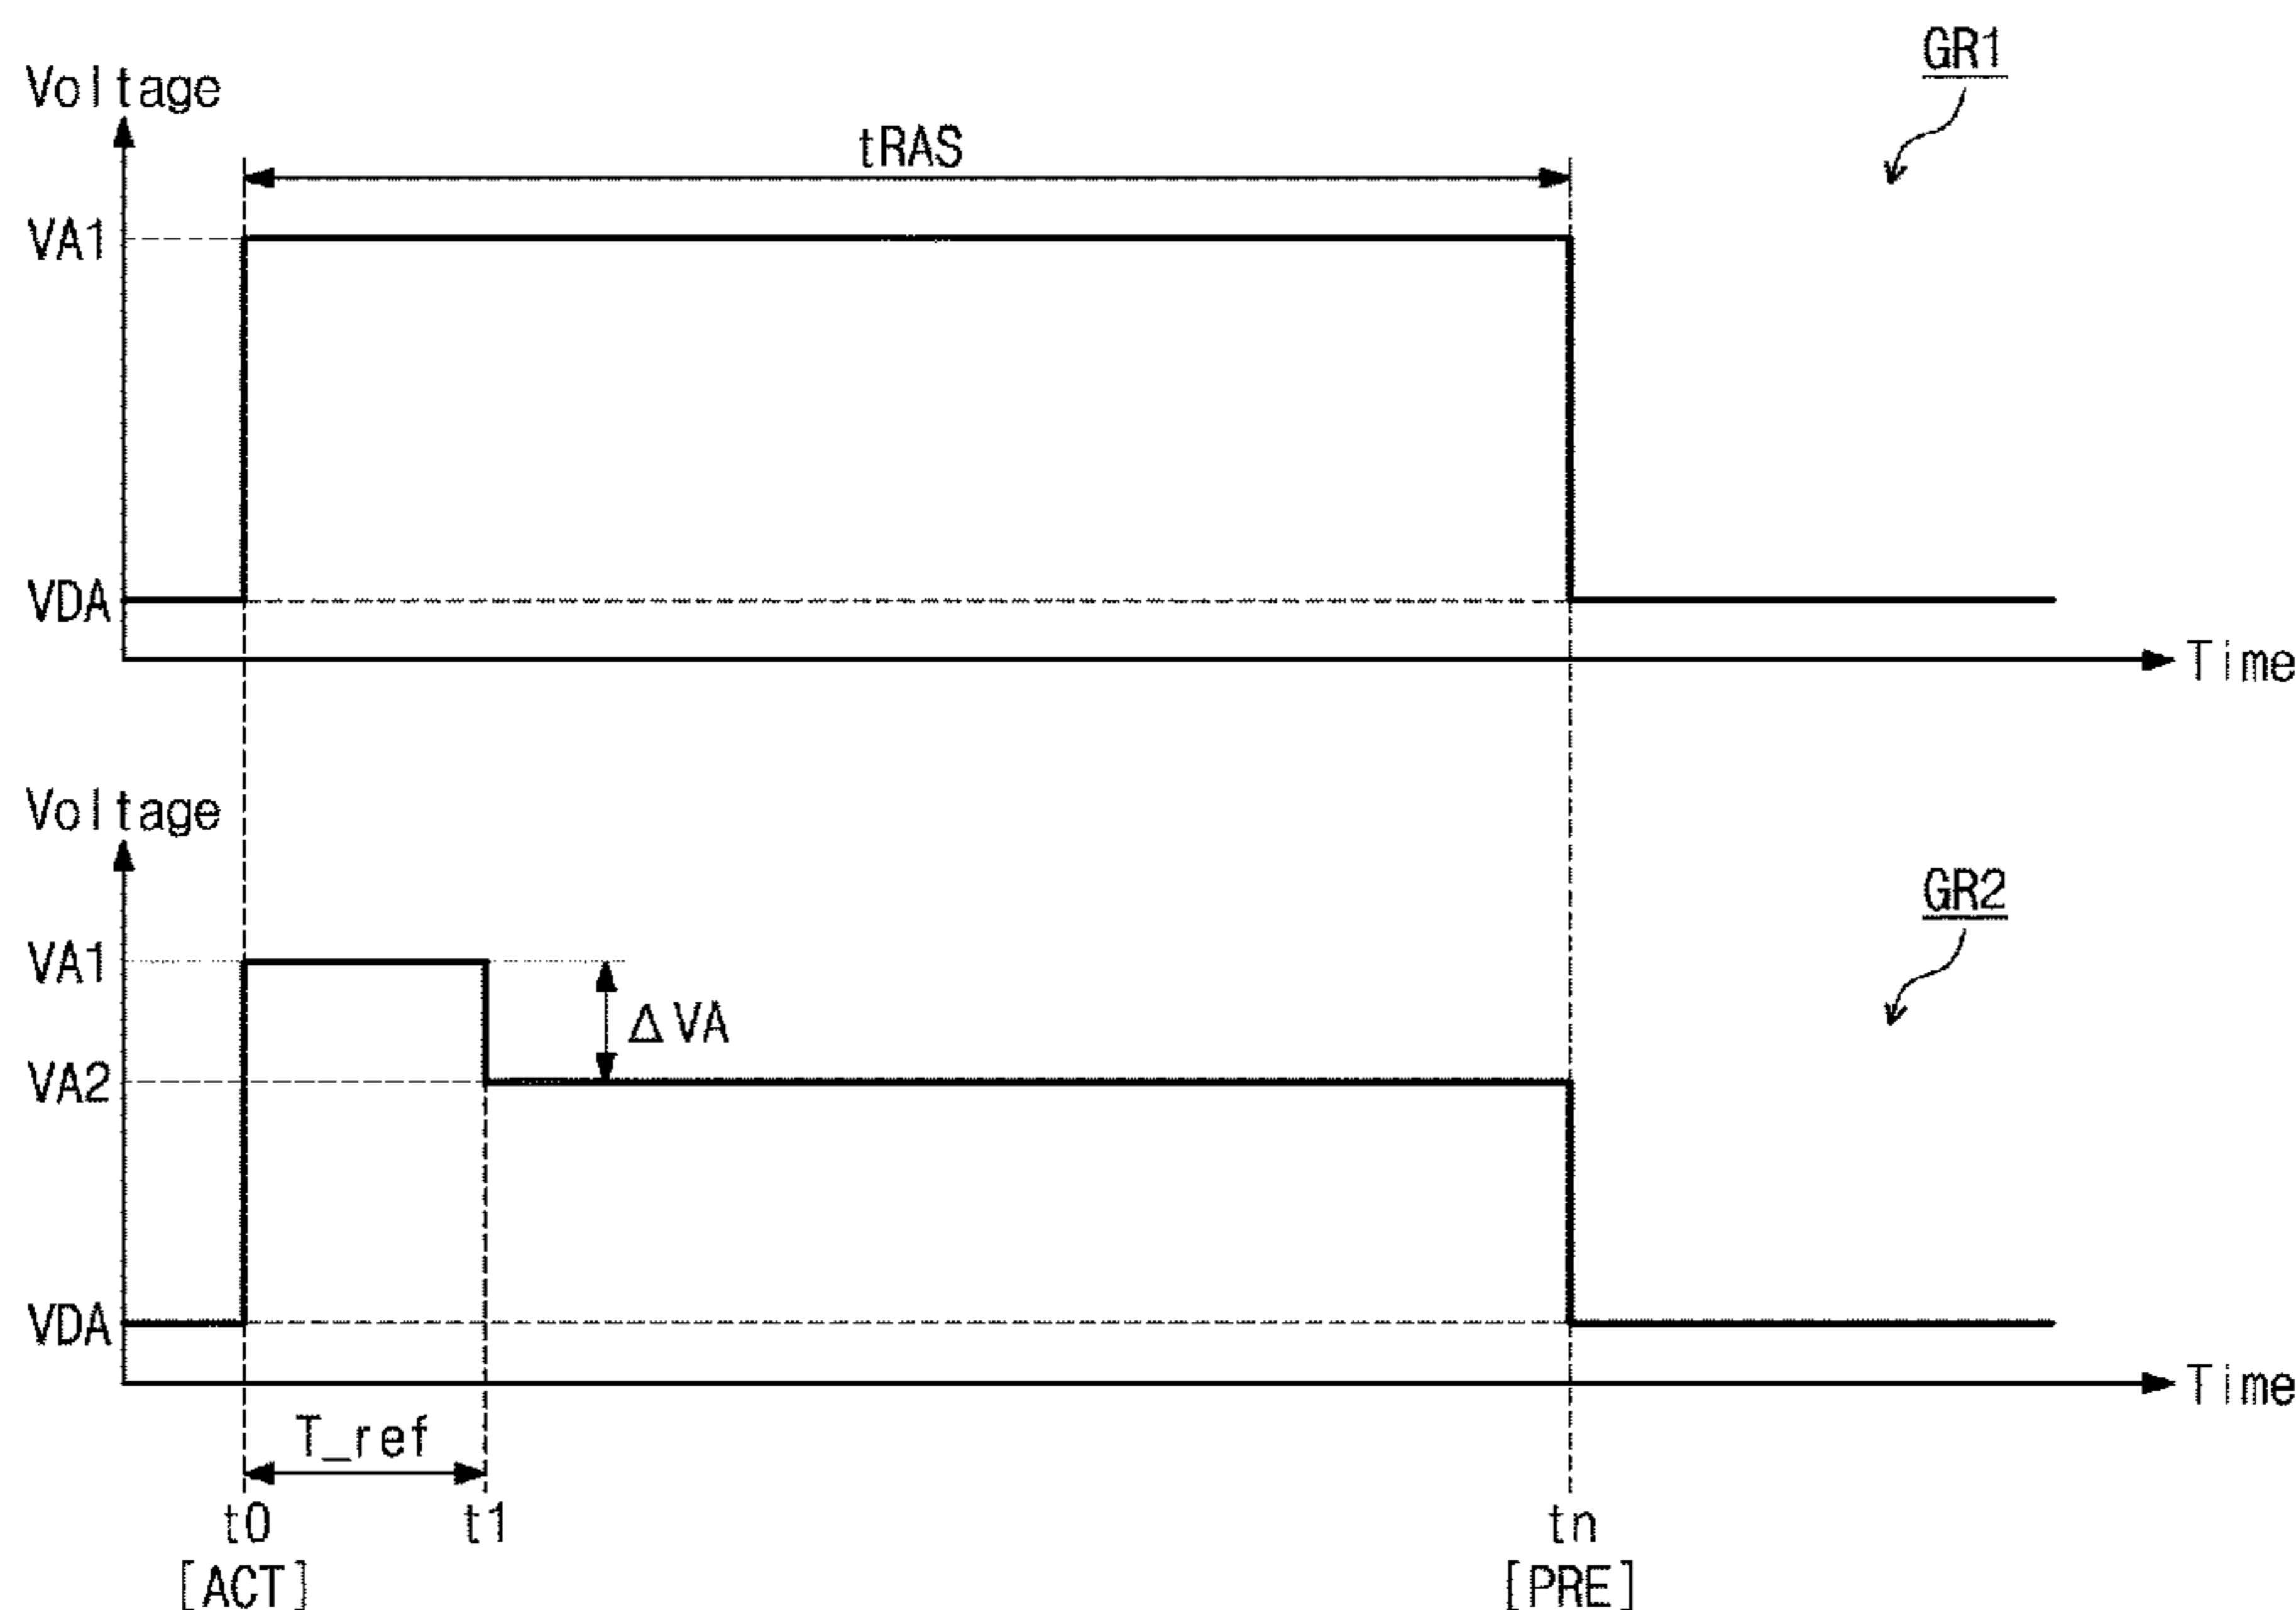 GR1
Voltage
tRAS
VA1
VDA
Time
Voltage
GR2
VA1
ΔVA
VA2
VDA
Time
T_ref
t0 t1 tn
[ACT] [PRE]